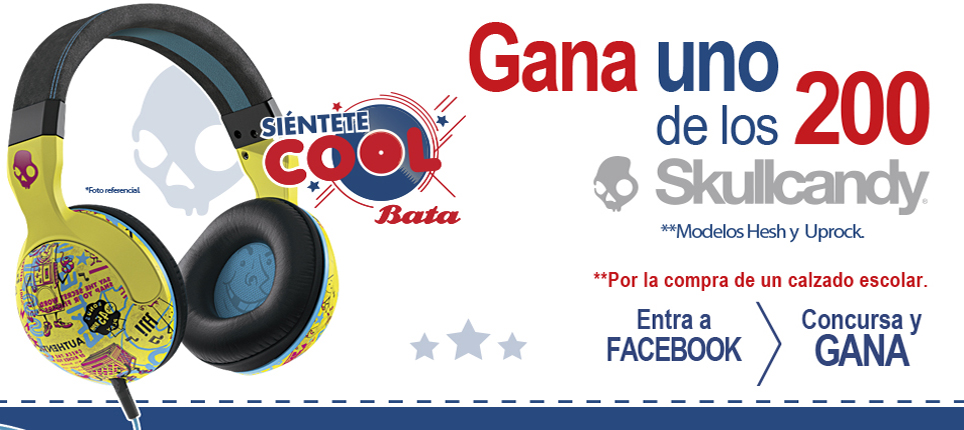 Gana uno
de los 200
Skullcandy
**Modelos Hesh y Uprock.
SIÉNTETE
COOL
Bata
*Foto referencial.
**Por la compra de un calzado escolar.
Entra a
FACEBOOK
Concursa y
GANA